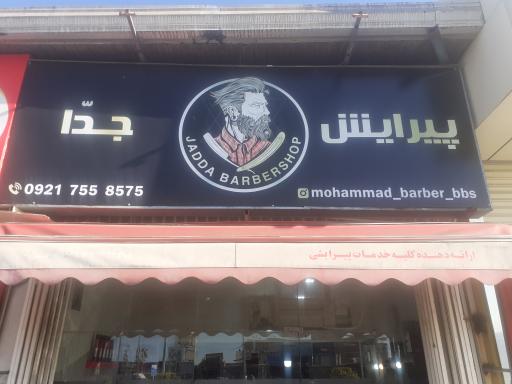 پیرایش جدّا
JADDA BARBERSHOP
0921 755 8575
mohammad_barber_bbs
ارائه دهنده کلیه خدمات پیرایشی